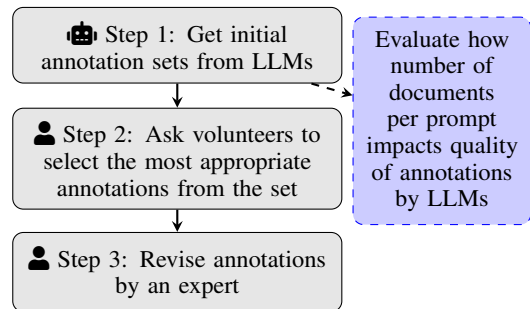 Step 1: Get initial
annotation sets from LLMs
Step 2: Ask volunteers to
select the most appropriate
annotations from the set
Step 3: Revise annotations
by an expert
Evaluate how
number of
documents
per prompt
impacts quality
of annotations
by LLMs